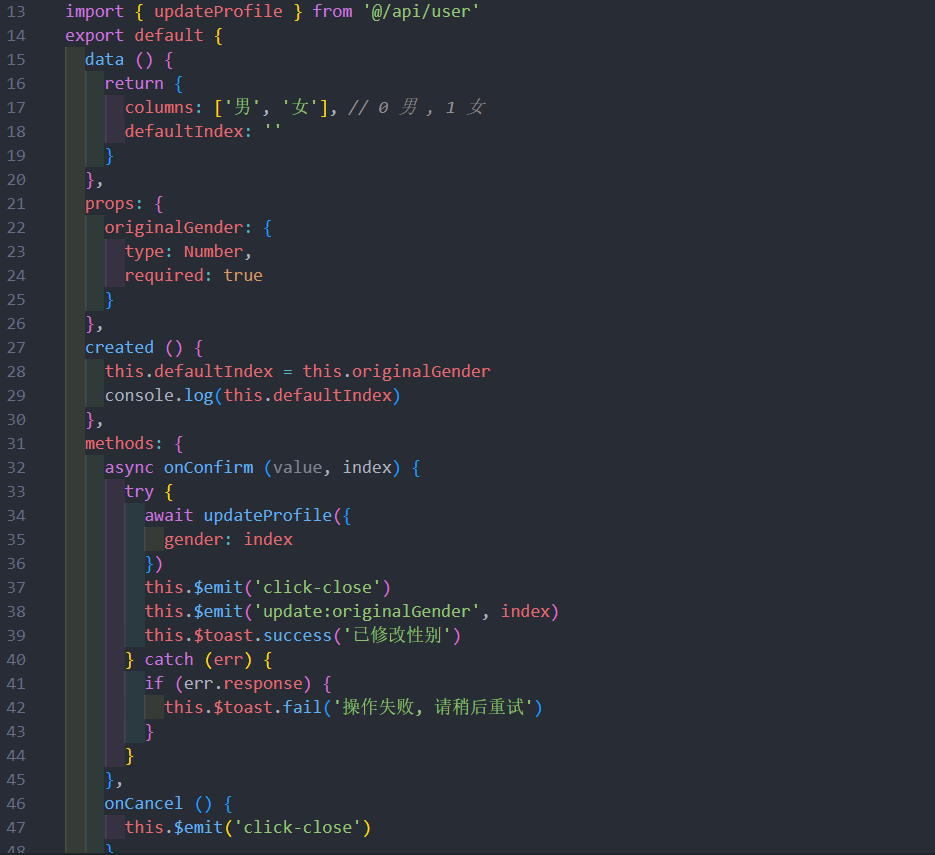 13 import { updateProfile } from '@/api/user'
14 export default {
15   data () {
16     return {
17       columns: ['男', '女'], // 0 男 , 1 女
18       defaultIndex: ''
19     }
20   },
21   props: {
22     originalGender: {
23       type: Number,
24       required: true
25     }
26   },
27   created () {
28     this.defaultIndex = this.originalGender
29     console.log(this.defaultIndex)
30   },
31   methods: {
32     async onConfirm (value, index) {
33       try {
34         await updateProfile({
35           gender: index
36         })
37         this.$emit('click-close')
38         this.$emit('update:originalGender', index)
39         this.$toast.success('已修改性别')
40       } catch (err) {
41         if (err.response) {
42           this.$toast.fail('操作失败, 请稍后重试')
43         }
44       }
45     },
46     onCancel () {
47       this.$emit('click-close')
48     }